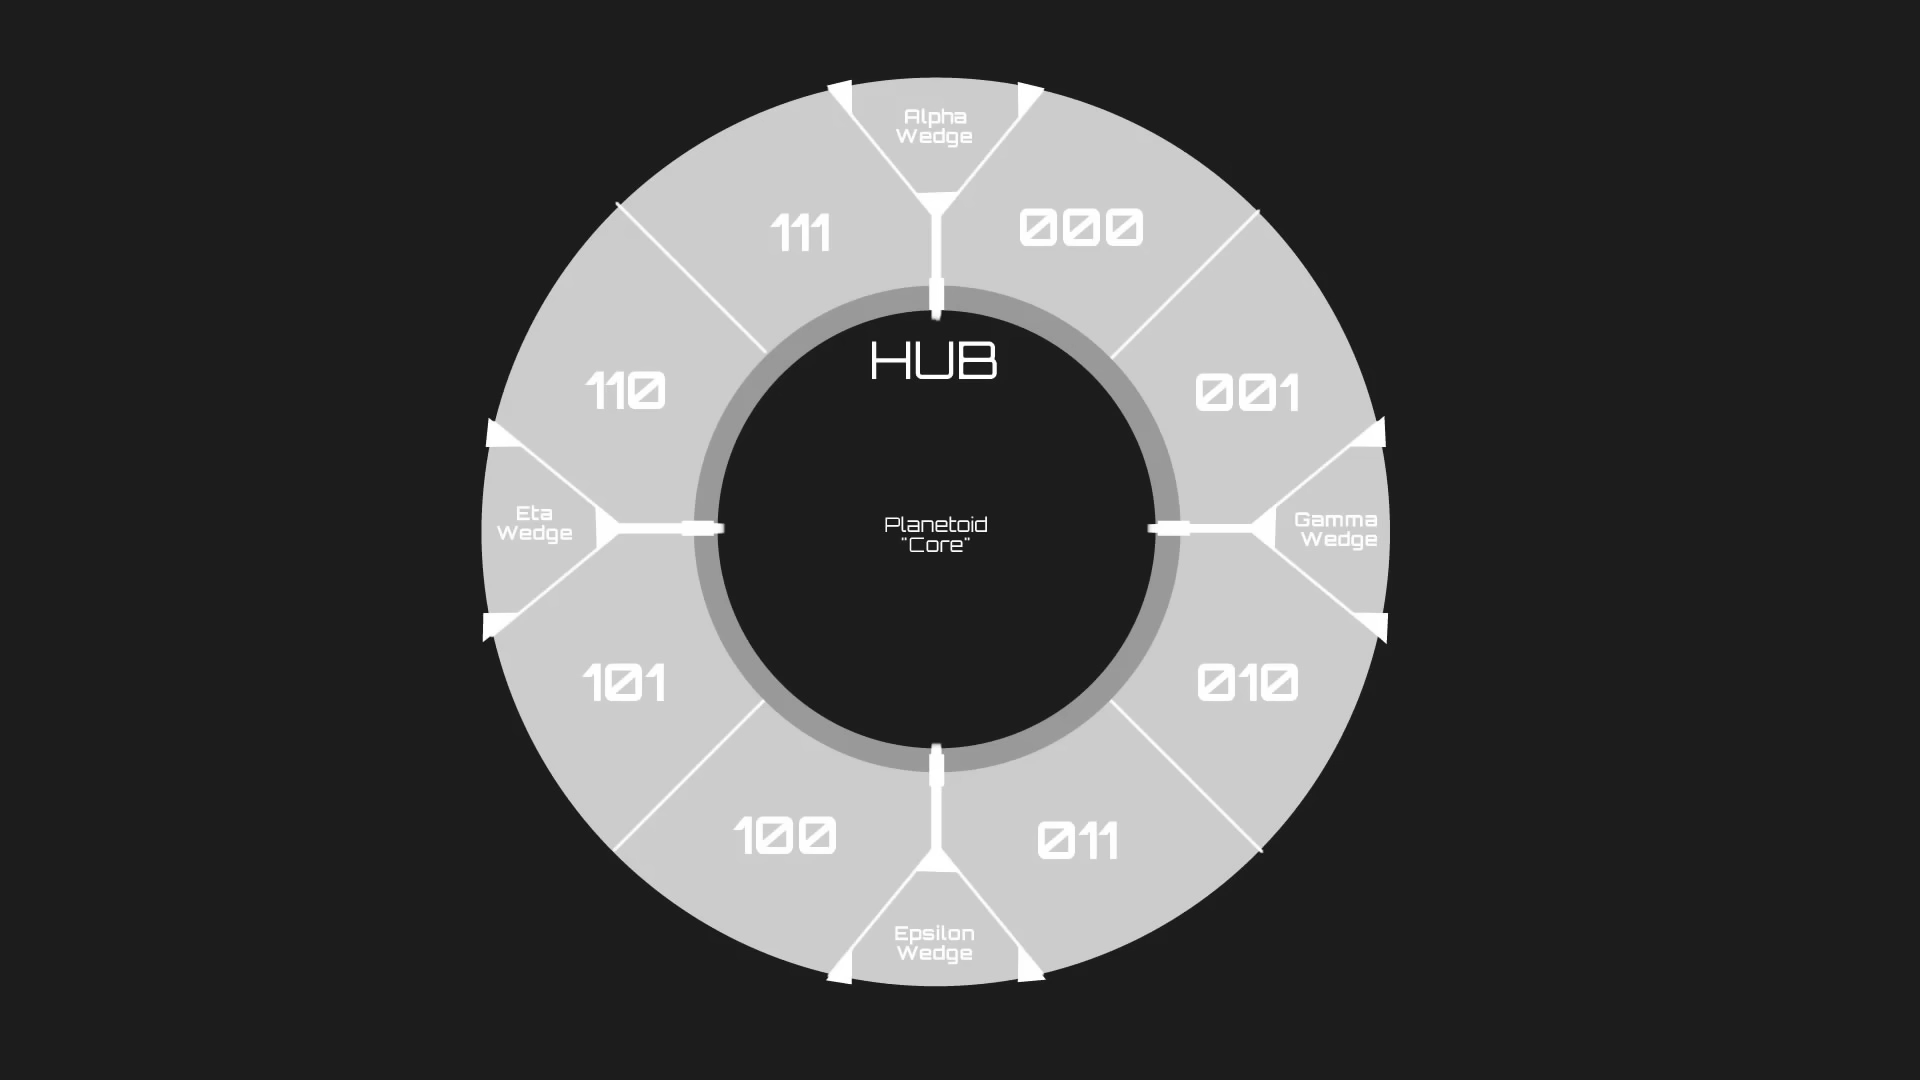 Alpha
Wedge
111
000
HUB
110
001
Eta
Wedge
Planetoid
"Core"
Gamma
Wedge
101
010
100
011
Epsilon
Wedge